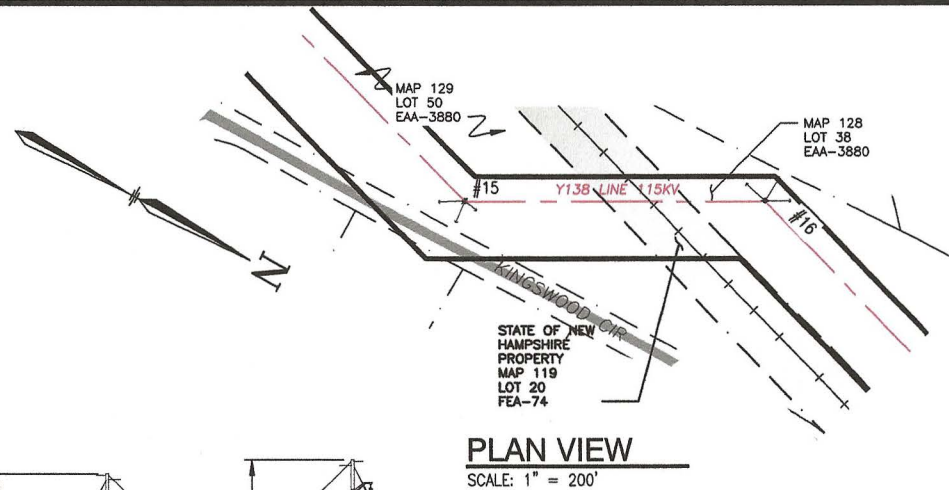 MAP 129
LOT 50
EAA-3880
MAP 128
LOT 38
EAA-3880
#15
Y138 LINE 115KV
#16
N
KINGSWOOD CIR
STATE OF NEW
HAMPSHIRE
PROPERTY
MAP 119
LOT 20
FEA-74
PLAN VIEW
SCALE: 1" = 200'